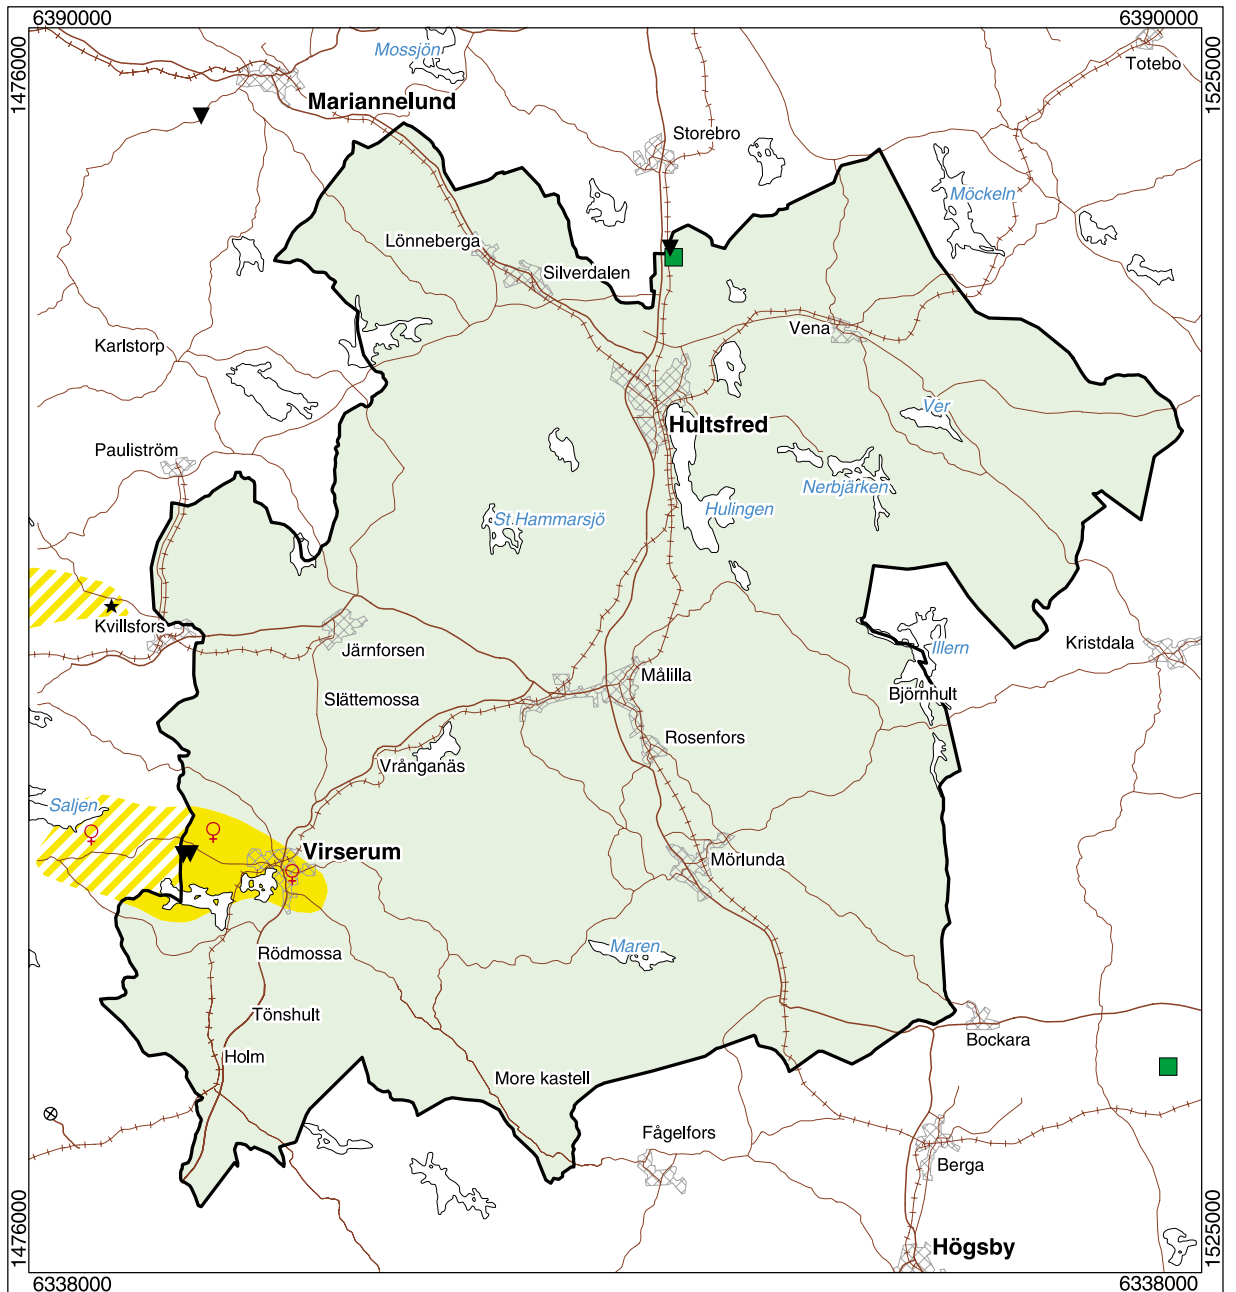 6390000
6390000
1476000
1525000
Mossjön
Totebo
Mariannelund
Storebro
Möckeln
Lönneberga
Silverdalen
Vena
Karlstorp
Ver
Hultsfred
Pauliström
Nerbjärken
St Hammarsjö
Hulingen
Kvillsfors
Järnforsen
Illern
Kristdala
Målilla
Slättemossa
Björnhult
Rosenfors
Vrånganäs
Saljen
Virserum
Mörlunda
Maren
Rödmossa
Tönshult
Bockara
Holm
More kastell
Fågelfors
Berga
1476000
1525000
Högsby
6338000
6338000